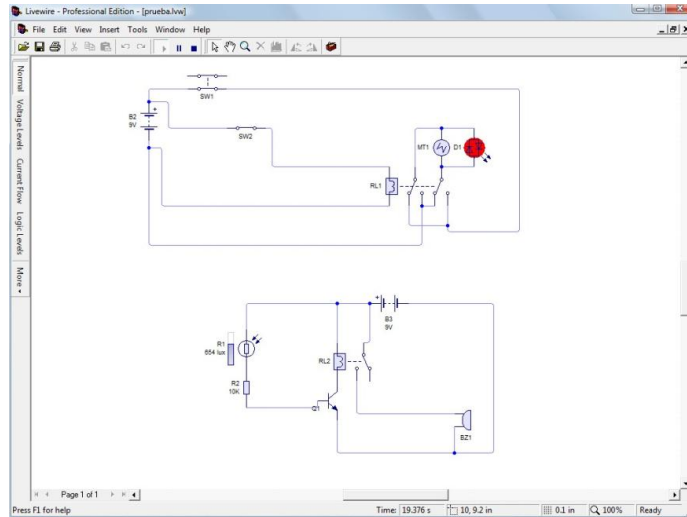 Livewire - Professional Edition - [prueba.lvw]
File Edit View Insert Tools Window Help
Normal
Voltage Levels
Current Flow
Logic Levels
More
SW1
B2
9V
+
SW2
MT1
D1
RL1
+
B3
9V
R1
654 lux
RL2
R2
10K
Q1
BZ1
Page 1 of 1
Press F1 for help
Time: 19.376 s
10, 9.2 in
0.1 in
100%
Ready